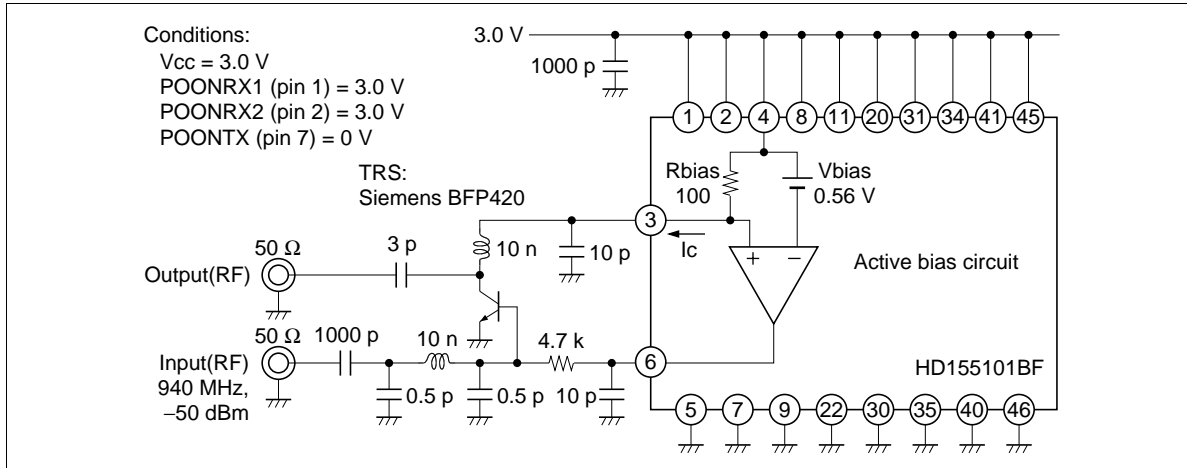 Conditions:
Vcc = 3.0 V
POONRX1 (pin 1) = 3.0 V
POONRX2 (pin 2) = 3.0 V
POONTX (pin 7) = 0 V
3.0 V
1000 p
1 2 4 8 11 20 31 34 41 45
TRS:
Siemens BFP420
Rbias
100
Vbias
0.56 V
3
Ic
10 n
10 p
+ −
Active bias circuit
50 Ω
3 p
Output(RF)
50 Ω
1000 p
10 n
4.7 k
6
Input(RF)
940 MHz,
−50 dBm
0.5 p
0.5 p
10 p
HD155101BF
5 7 9 22 30 35 40 46